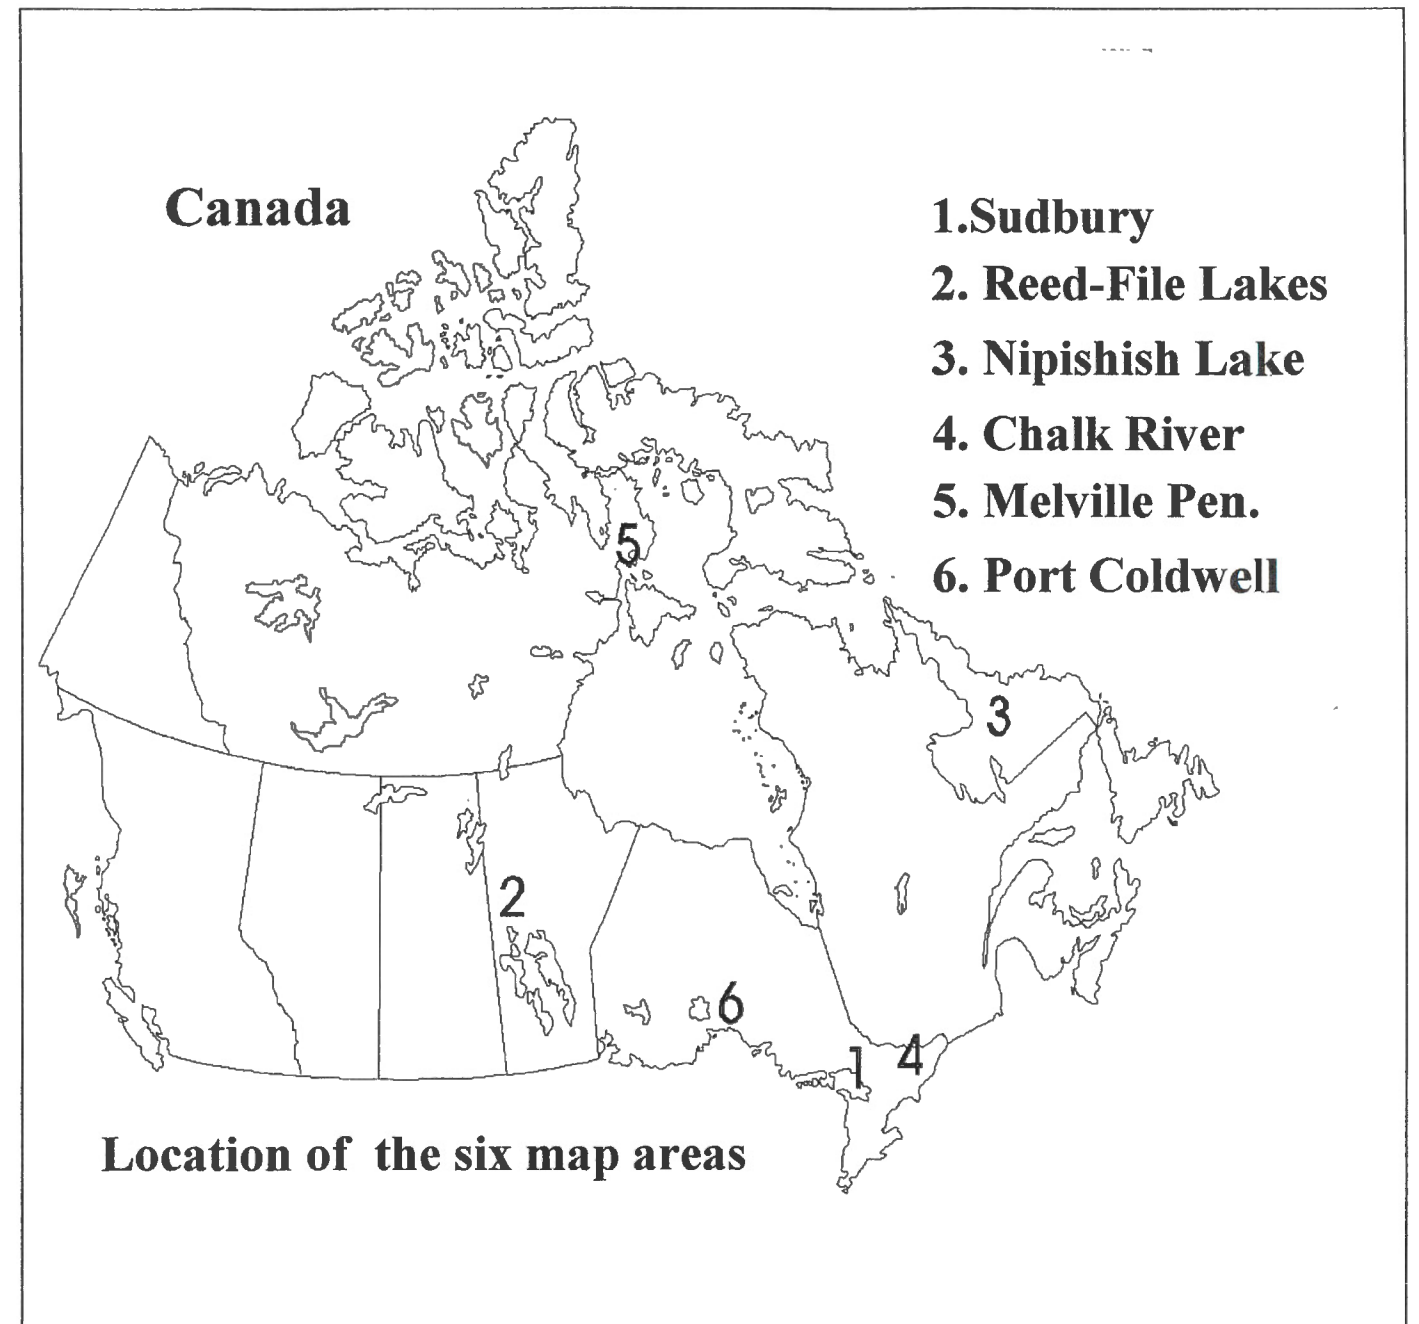 Canada
1.Sudbury
2. Reed-File Lakes
3. Nipishish Lake
4. Chalk River
5. Melville Pen.
6. Port Coldwell
5
3
2
6
1
4
Location of the six map areas